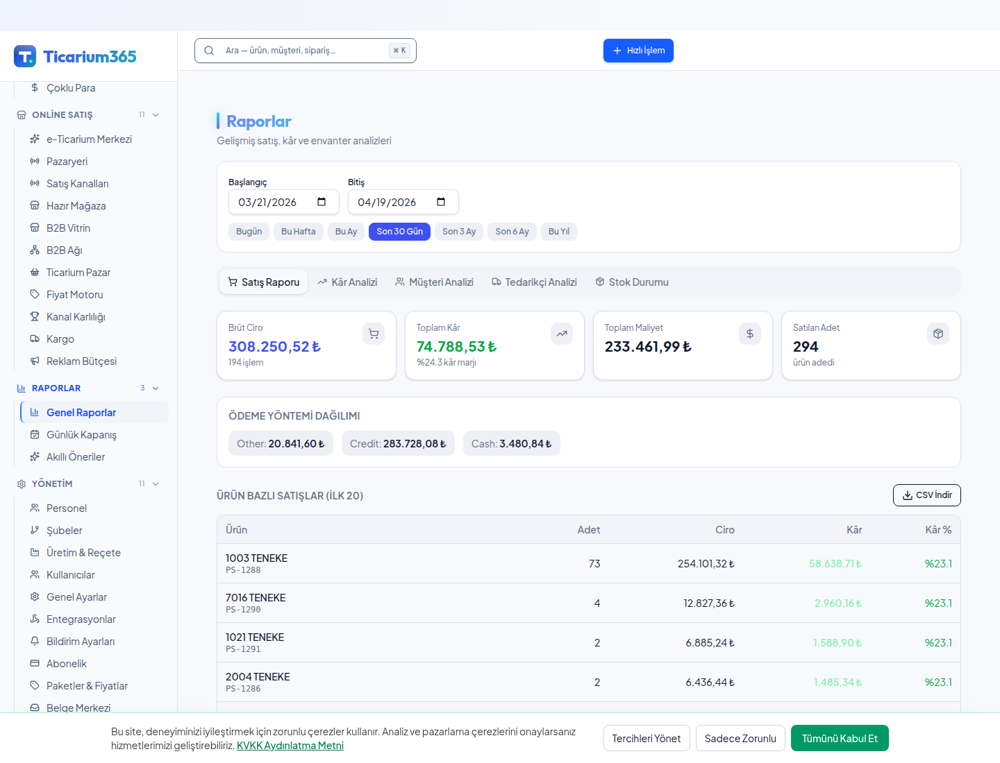 Ticarium365
Ara — ürün, müşteri, sipariş...
⌘ K
Hızlı İşlem
Çoklu Para
ONLİNE SATIŞ 11
e-Ticarium Merkezi
Pazaryeri
Satış Kanalları
Hazır Mağaza
B2B Vitrin
B2B Ağı
Ticarium Pazar
Fiyat Motoru
Kanal Karlılığı
Kargo
Reklam Bütçesi
RAPORLAR 3
Genel Raporlar
Günlük Kapanış
Akıllı Öneriler
YÖNETİM 11
Personel
Şubeler
Üretim & Reçete
Kullanıcılar
Genel Ayarlar
Entegrasyonlar
Bildirim Ayarları
Abonelik
Paketler & Fiyatlar
Belge Merkezi
Raporlar
Gelişmiş satış, kâr ve envanter analizleri
Başlangıç Bitiş
03/21/2026 04/19/2026
Bugün Bu Hafta Bu Ay Son 30 Gün Son 3 Ay Son 6 Ay Bu Yıl
Satış Raporu Kâr Analizi Müşteri Analizi Tedarikçi Analizi Stok Durumu
Brüt Ciro
308.250,52 ₺
194 işlem
Toplam Kâr
74.788,53 ₺
%24.3 kâr marjı
Toplam Maliyet
233.461,99 ₺
Satılan Adet
294
ürün adedi
ÖDEME YÖNTEMİ DAĞILIMI
Other: 20.841,60 ₺ Credit: 283.728,08 ₺ Cash: 3.480,84 ₺
ÜRÜN BAZLI SATIŞLAR (İLK 20)
CSV İndir
Ürün Adet Ciro Kâr Kâr %
1003 TENEKE 73 254.101,32 ₺ 58.638,71 ₺ %23.1
PS-1288
7016 TENEKE 4 12.827,36 ₺ 2.960,16 ₺ %23.1
PS-1290
1021 TENEKE 2 6.885,24 ₺ 1.588,90 ₺ %23.1
PS-1291
2004 TENEKE 2 6.436,44 ₺ 1.485,34 ₺ %23.1
PS-1286
Bu site, deneyiminizi iyileştirmek için zorunlu çerezler kullanır. Analiz ve pazarlama çerezlerini onaylarsanız
hizmetlerimizi geliştirebiliriz. KVKK Aydınlatma Metni
Tercihleri Yönet
Sadece Zorunlu
Tümünü Kabul Et